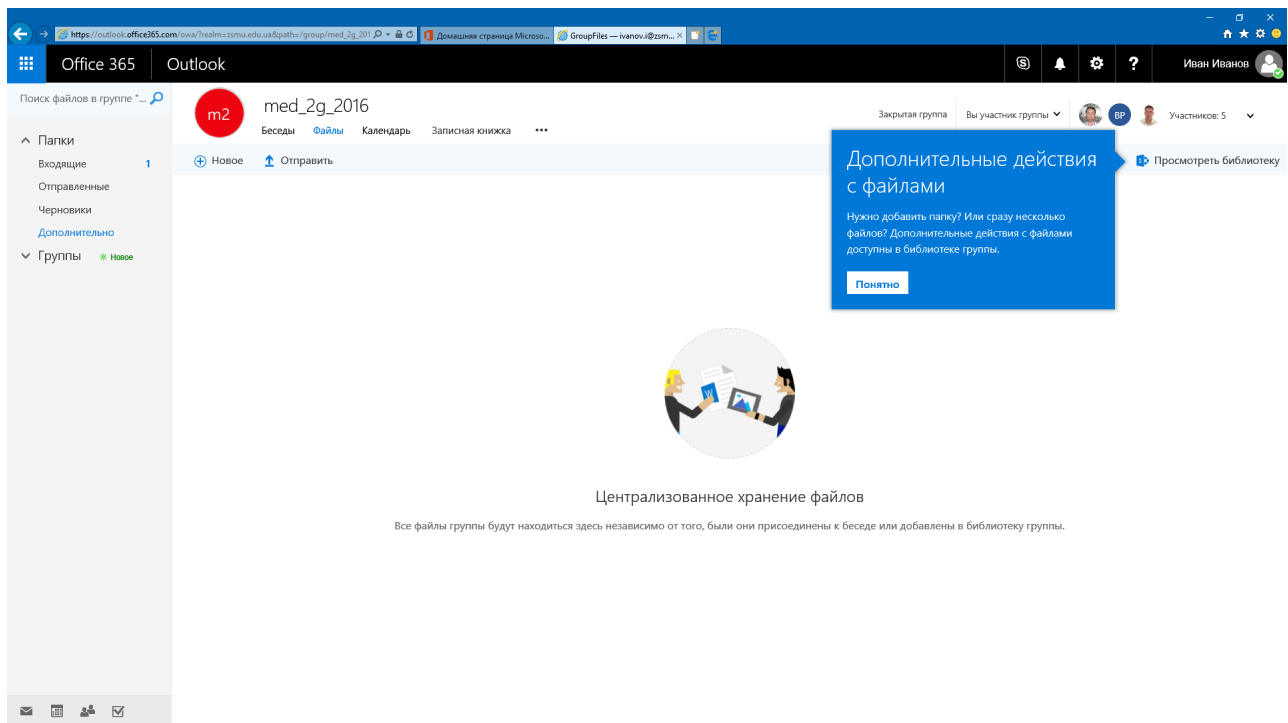 https://outlook.office365.com/owa/?realm=zsmu.edu.ua&path=/group/med_2g_201
Домашняя страница Microso...
GroupFiles — ivanov.i@zsm...
Office 365
Outlook
?
Иван Иванов
Поиск файлов в группе "...
m2
med_2g_2016
Беседы Файлы Календарь Записная книжка •••
Закрытая группа
Вы участник группы
BP
Участников: 5
Папки
Входящие 1
Отправленные
Черновики
Дополнительно
Группы Новое
Новое Отправить
Просмотреть библиотеку
Дополнительные действия
с файлами
Нужно добавить папку? Или сразу несколько
файлов? Дополнительные действия с файлами
доступны в библиотеке группы.
Понятно
Централизованное хранение файлов
Все файлы группы будут находиться здесь независимо от того, были они присоединены к беседе или добавлены в библиотеку группы.